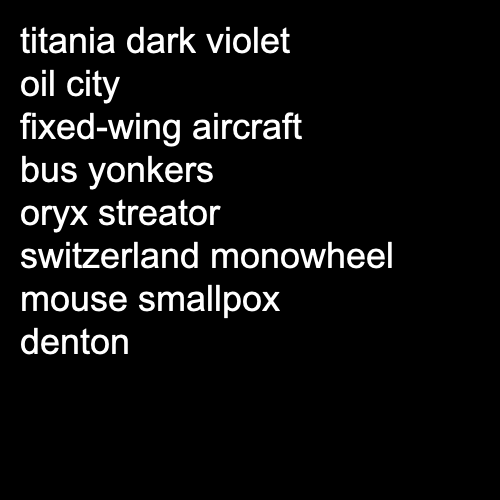 titania dark violet
oil city
fixed-wing aircraft
bus yonkers
oryx streator
switzerland monowheel
mouse smallpox
denton